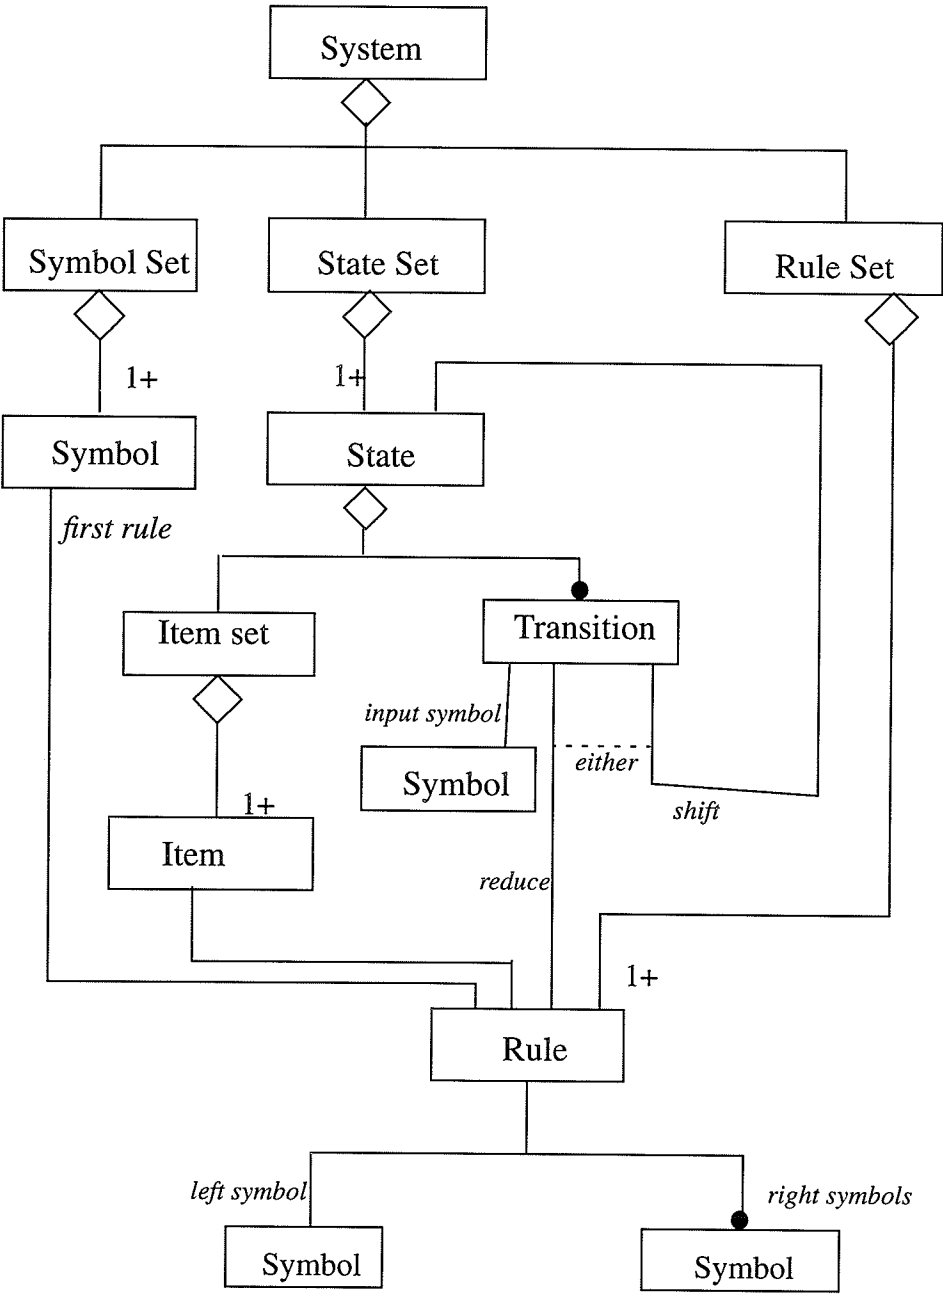 System
Symbol Set
State Set
Rule Set
1+
1+
Symbol
State
first rule
Item set
Transition
input symbol
either
Symbol
shift
1+
Item
reduce
1+
Rule
left symbol
right symbols
Symbol
Symbol